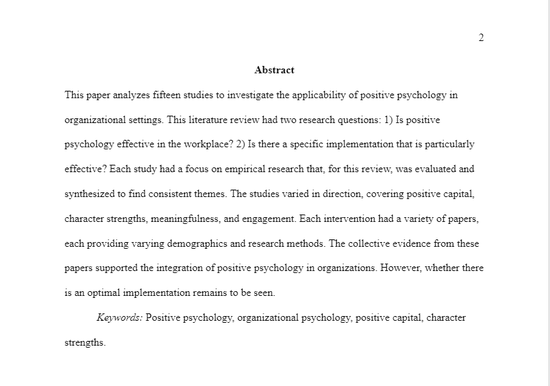 2
Abstract
This paper analyzes fifteen studies to investigate the applicability of positive psychology in
organizational settings. This literature review had two research questions: 1) Is positive
psychology effective in the workplace? 2) Is there a specific implementation that is particularly
effective? Each study had a focus on empirical research that, for this review, was evaluated and
synthesized to find consistent themes. The studies varied in direction, covering positive capital,
character strengths, meaningfulness, and engagement. Each intervention had a variety of papers,
each providing varying demographics and research methods. The collective evidence from these
papers supported the integration of positive psychology in organizations. However, whether there
is an optimal implementation remains to be seen.
Keywords: Positive psychology, organizational psychology, positive capital, character
strengths.